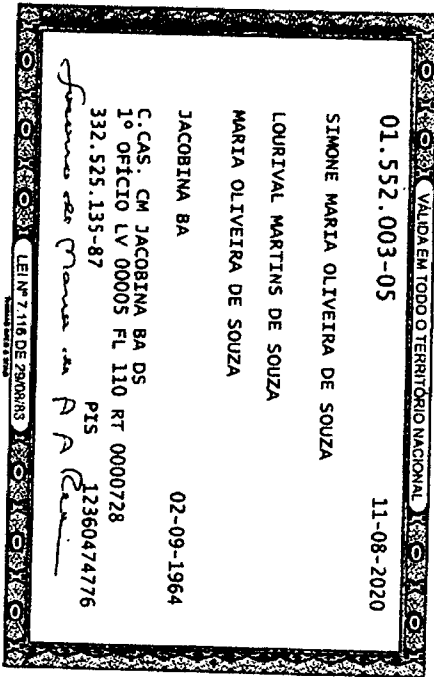 VÁLIDA EM TODO O TERRITÓRIO NACIONAL
01.552.003-05 11-08-2020
SIMONE MARIA OLIVEIRA DE SOUZA
LOURIVAL MARTINS DE SOUZA
MARIA OLIVEIRA DE SOUZA
JACOBINA BA 02-09-1964
C.CAS. CM JACOBINA BA DS
1º OFÍCIO LV 00005 FL 110 RT 0000728
332.525.135-87 PIS 12360474776
LEI Nº 7.116 DE 29/08/83